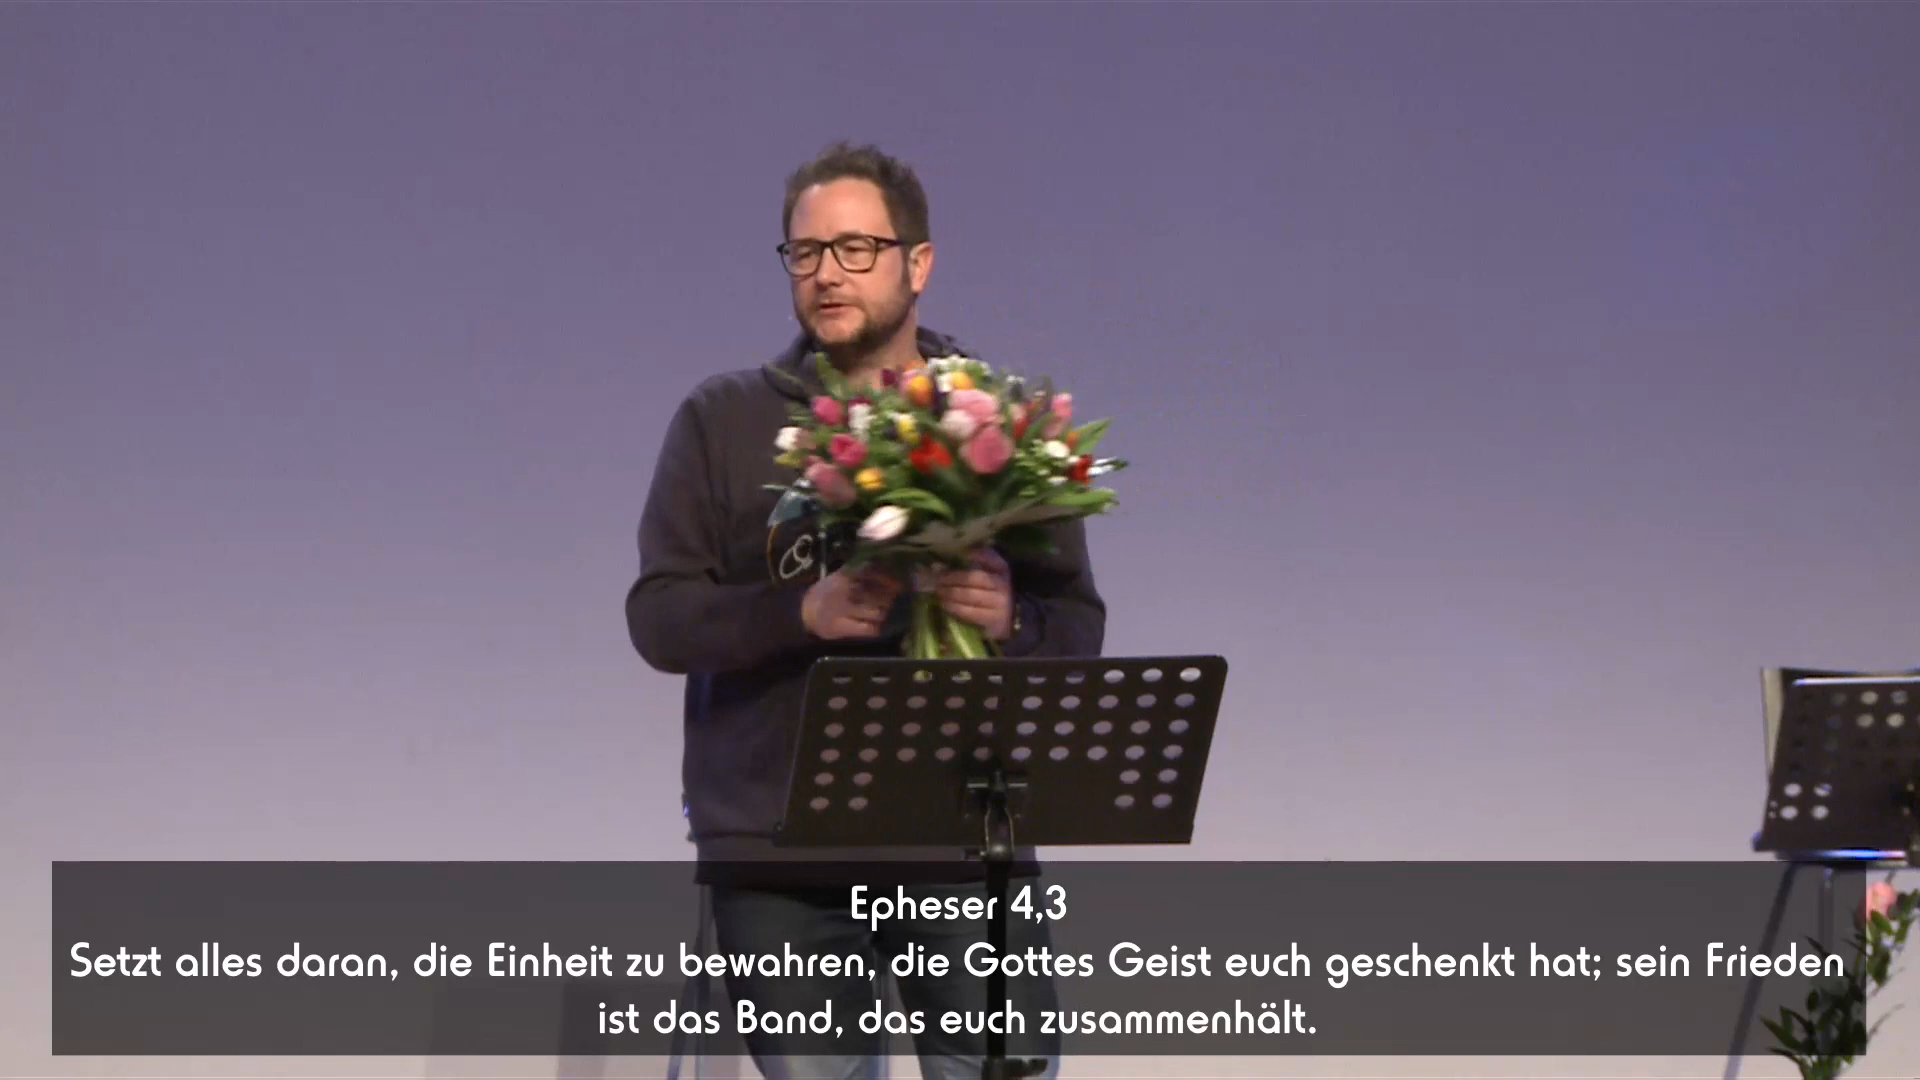 Epheser 4,3
Setzt alles daran, die Einheit zu bewahren, die Gottes Geist euch geschenkt hat; sein Frieden
ist das Band, das euch zusammenhält.